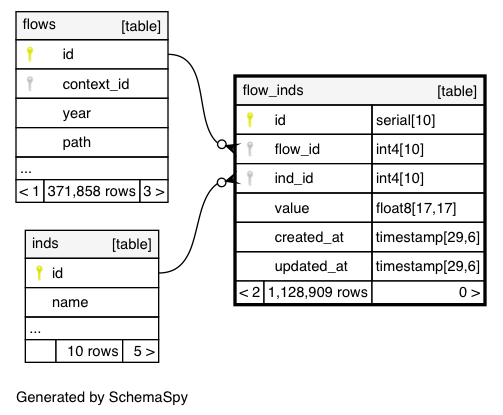 flows [table]
id
context_id
year
path
...
< 1 371,858 rows 3 >
inds [table]
id
name
...
10 rows 5 >
flow_inds [table]
id serial[10]
flow_id int4[10]
ind_id int4[10]
value float8[17,17]
created_at timestamp[29,6]
updated_at timestamp[29,6]
< 2 1,128,909 rows 0 >
Generated by SchemaSpy